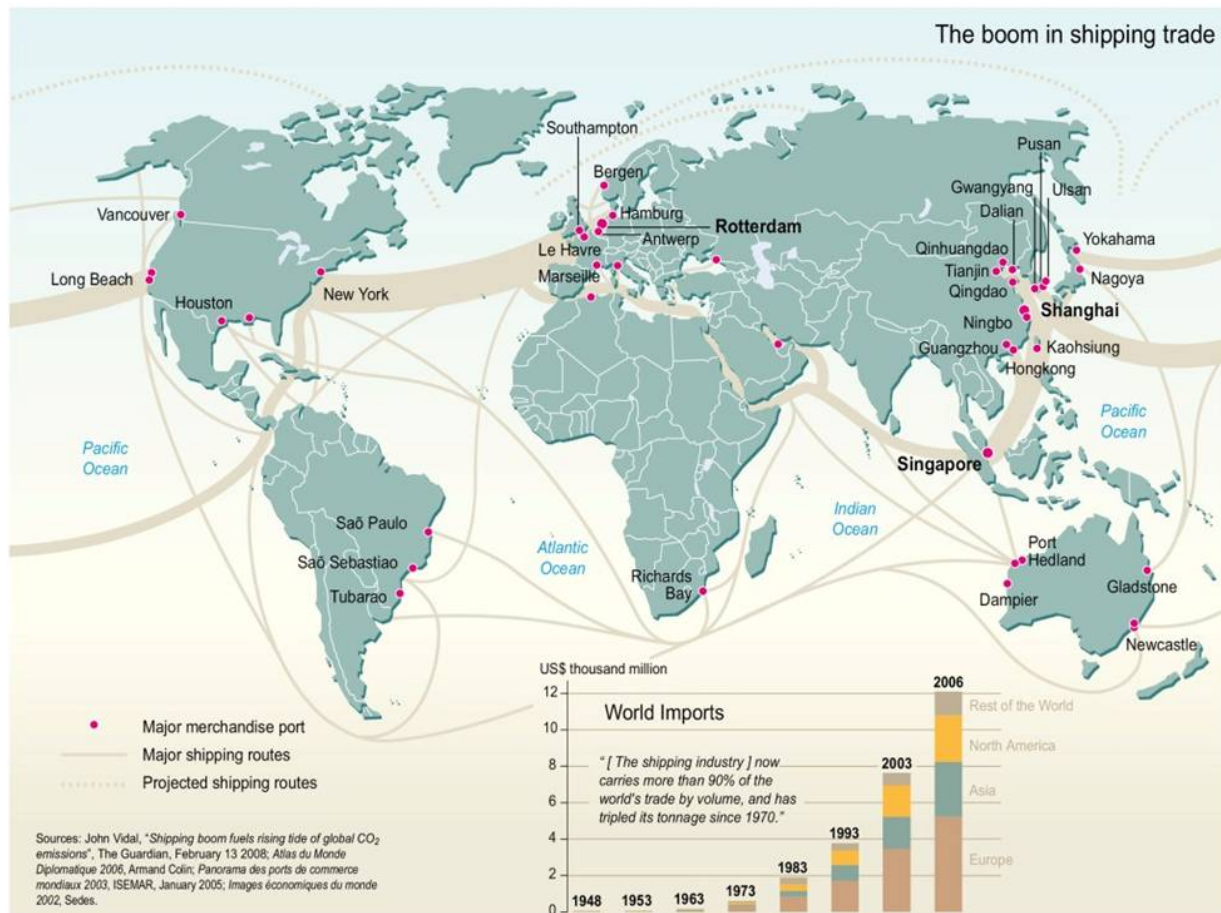 The boom in shipping trade
Southampton
Bergen
Pusan
Gwangyang
Ulsan
Dalian
Vancouver
Hamburg
Rotterdam
Le Havre
Antwerp
Marseille
Qinhuangdao
Yokahama
Tianjin
Nagoya
Qingdao
Long Beach
New York
Houston
Shanghai
Ningbo
Guangzhou
Kaohsiung
Hongkong
Pacific
Ocean
Pacific
Ocean
Singapore
Indian
Ocean
Saõ Paulo
Atlantic
Ocean
Saõ Sebastiao
Tubarao
Richards
Bay
Port
Hedland
Dampier
Gladstone
Newcastle
Major merchandise port
Major shipping routes
Projected shipping routes
Sources: John Vidal, "Shipping boom fuels rising tide of global CO2
emissions", The Guardian, February 13 2008; Atlas du Monde
Diplomatique 2006, Armand Colin; Panorama des ports de commerce
mondiaux 2003, ISEMAR, January 2005; Images économiques du monde
2002, Sedes.
US$ thousand million
12
10
8
6
4
2
0
World Imports
" [ The shipping industry ] now
carries more than 90% of the
world's trade by volume, and has
tripled its tonnage since 1970."
1948
1953
1963
1973
1983
1993
2003
2006
Rest of the World
North America
Asia
Europe